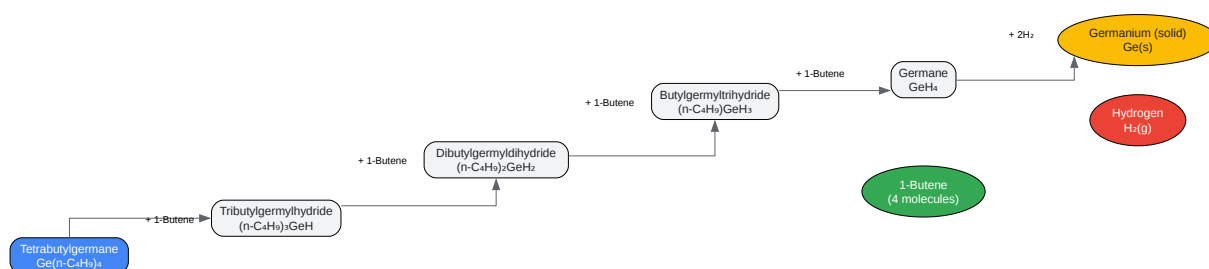 Tetrabutylgermane
Ge(n-C₄H₉)₄
+ 1-Butene
Tributylgermylhydride
(n-C₄H₉)₃GeH
+ 1-Butene
Dibutylgermyldihydride
(n-C₄H₉)₂GeH₂
+ 1-Butene
Butylgermyltrihydride
(n-C₄H₉)GeH₃
+ 1-Butene
Germane
GeH₄
+ 2H₂
Germanium (solid)
Ge(s)
Hydrogen
H₂(g)
1-Butene
(4 molecules)